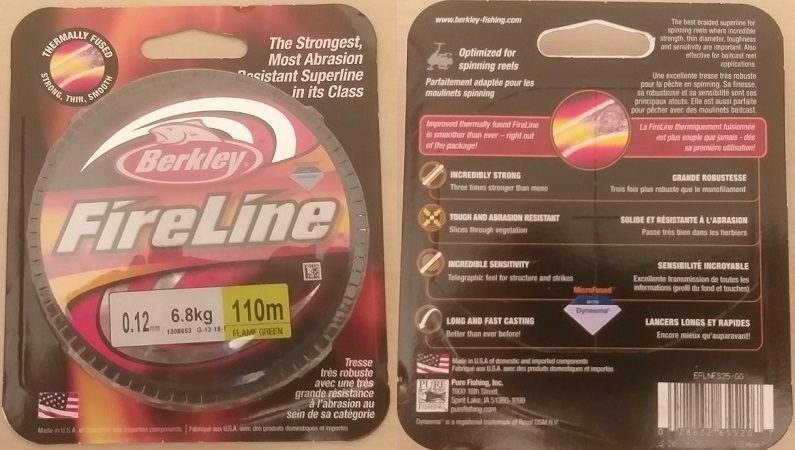 THERMALLY FUSED
STRONG, THIN, SMOOTH
The Strongest,
Most Abrasion
Resistant Superline
in its Class
Berkley
FireLine
0.12mm
6.8kg
1308693 G-13-18-
110m
FLAME GREEN
Tresse
très robuste
avec une très
grande résistance
à l'abrasion au
sein de sa catégorie
Made in U.S.A. of domestic and imported components | Fabriqué aux U.S.A. avec des produits domestiques et importés
www.berkley-fishing.com
Optimized for
spinning reels
Parfaitement adaptée pour les
moulinets spinning
The best braided superline for
spinning reels where incredible
strength, thin diameter, toughness
and sensitivity are important. Also
effective for baitcast reel
applications.
Une excellente tresse très robuste
pour la pêche en spinning. Sa finesse,
sa robustesse et sa sensibilité sont ses
principaux atouts. Elle est aussi parfaite
pour pêcher avec des moulinets baitcast.
Improved thermally fused FireLine
is smoother than ever – right out
of the package!
La FireLine thermiquement fusionnée
est plus souple que jamais - dès
sa première utilisation!
INCREDIBLY STRONG
Three times stronger than mono
GRANDE ROBUSTESSE
Trois fois plus robuste que le monofilament
TOUGH AND ABRASION RESISTANT
Slices through vegetation
SOLIDE ET RÉSISTANTE À L'ABRASION
Passe très bien dans les herbiers
INCREDIBLE SENSITIVITY
Telegraphic feel for structure and strikes
SENSIBILITÉ INCROYABLE
Excellente transmission de toutes les
informations (profil du fond et touches)
MicroFused
WITH
Dyneema
LONG AND FAST CASTING
Better than ever before!
LANCERS LONGS ET RAPIDES
Encore mieux qu'auparavant!
Made in U.S.A of domestic and imported components
Fabriqué aux U.S.A. avec des produits domestiques et importés
PURE
FISHING
Pure Fishing, Inc.
1900 18th Street
Spirit Lake, IA 51360-1099
purefishing.com
Dyneema® is a registered trademark of Royal DSM N.V.
EFLNFS25-GG
0 28632 65520